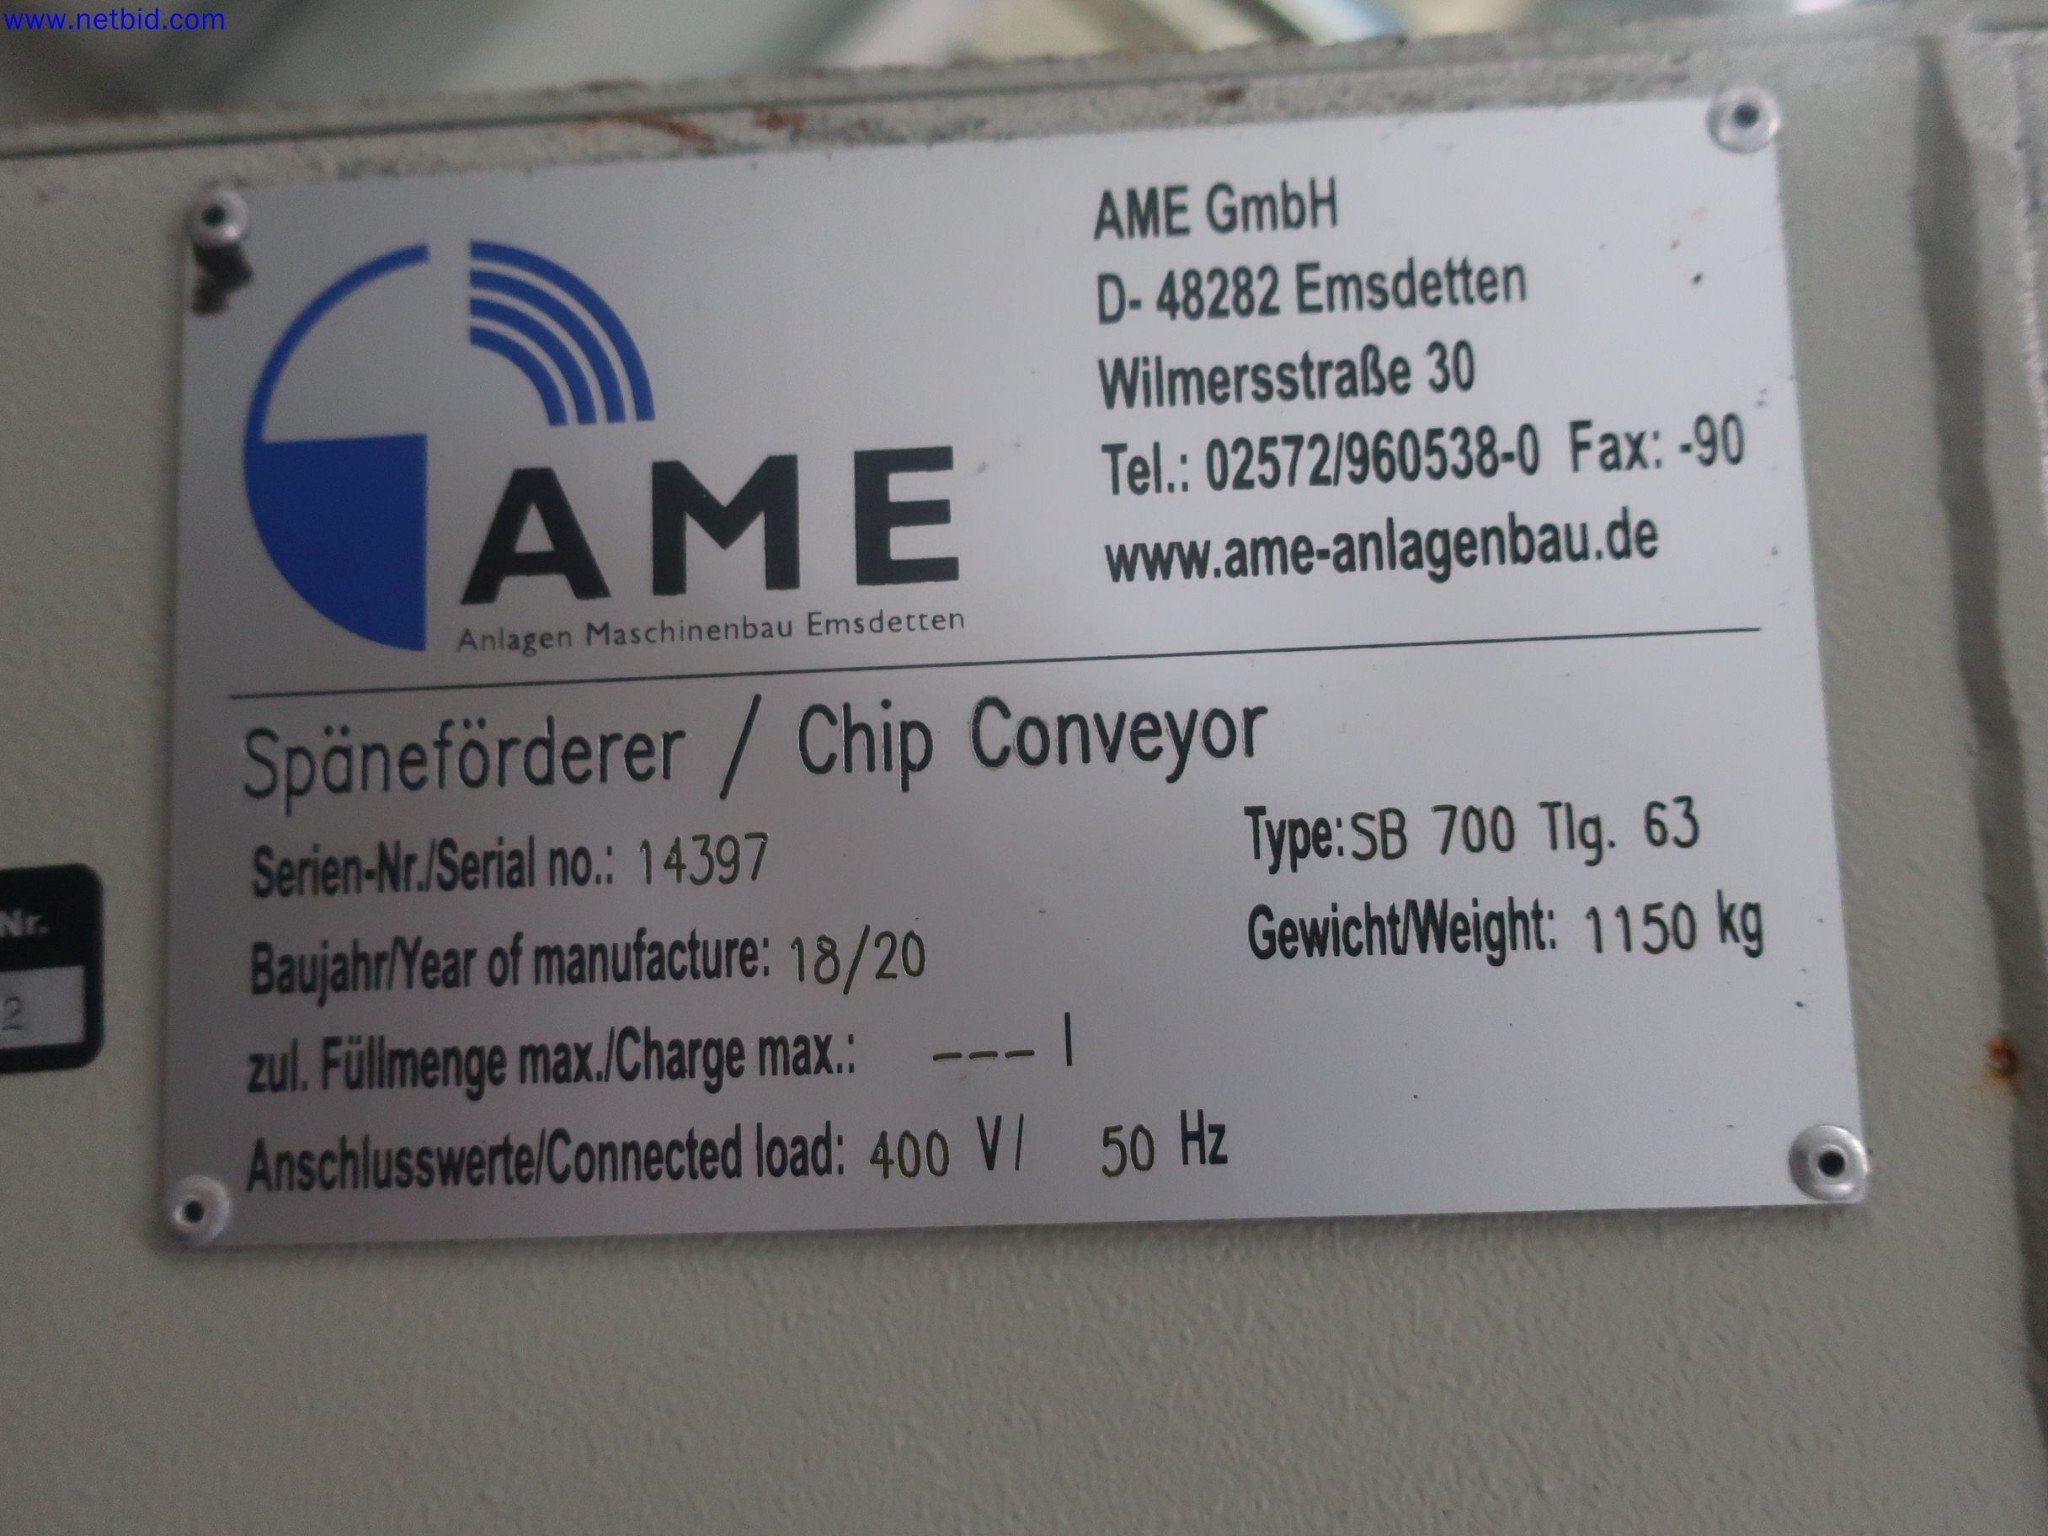 www.netbid.com
AME
Anlagen Maschinenbau Emsdetten
AME GmbH
D- 48282 Emsdetten
Wilmersstraße 30
Tel.: 02572/960538-0 Fax: -90
www.ame-anlagenbau.de
Späneförderer / Chip Conveyor
Serien-Nr./Serial no.: 14397
Type: SB 700 Tlg. 63
Baujahr/Year of manufacture: 18/20
Gewicht/Weight: 1150 kg
zul. Füllmenge max./Charge max.: --- l
Anschlusswerte/Connected load: 400 V/ 50 Hz
Nr.
2